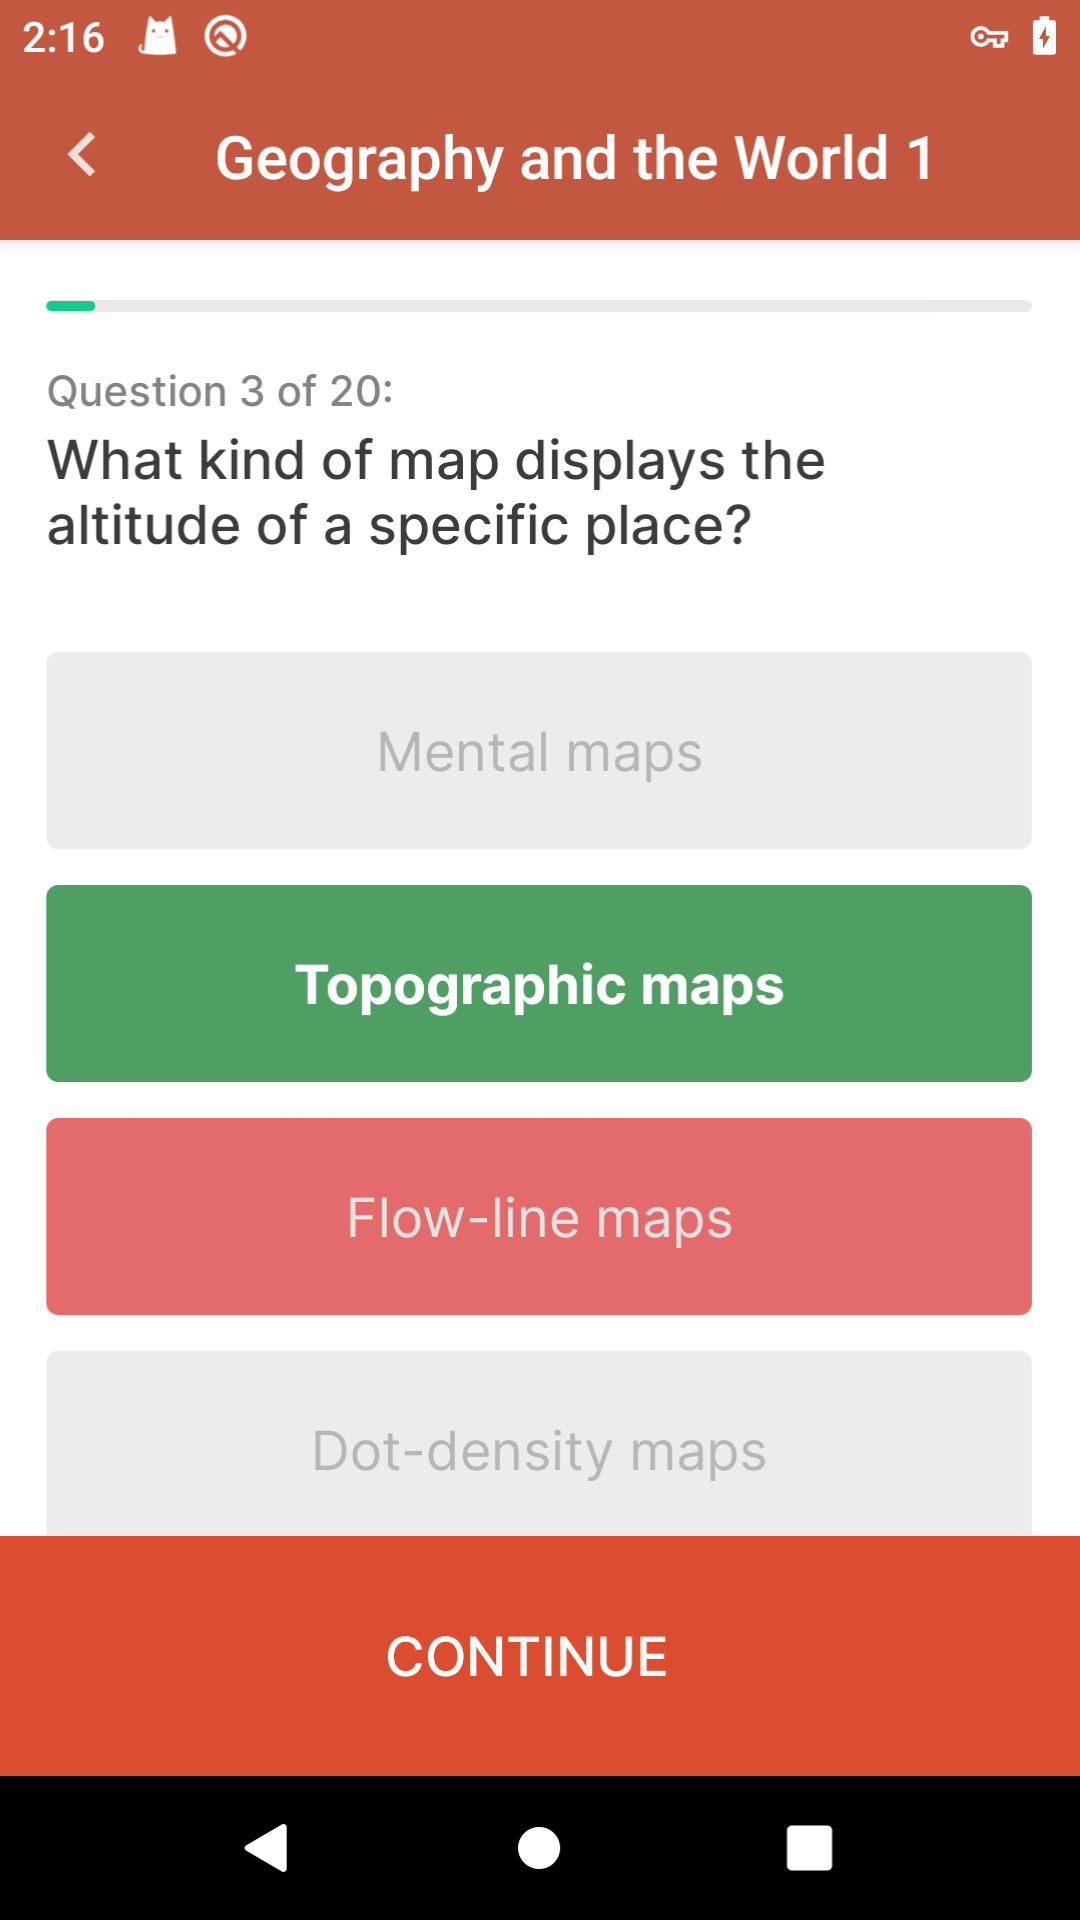 2:16
Geography and the World 1
Question 3 of 20:
What kind of map displays the
altitude of a specific place?
Mental maps
Topographic maps
Flow-line maps
Dot-density maps
CONTINUE